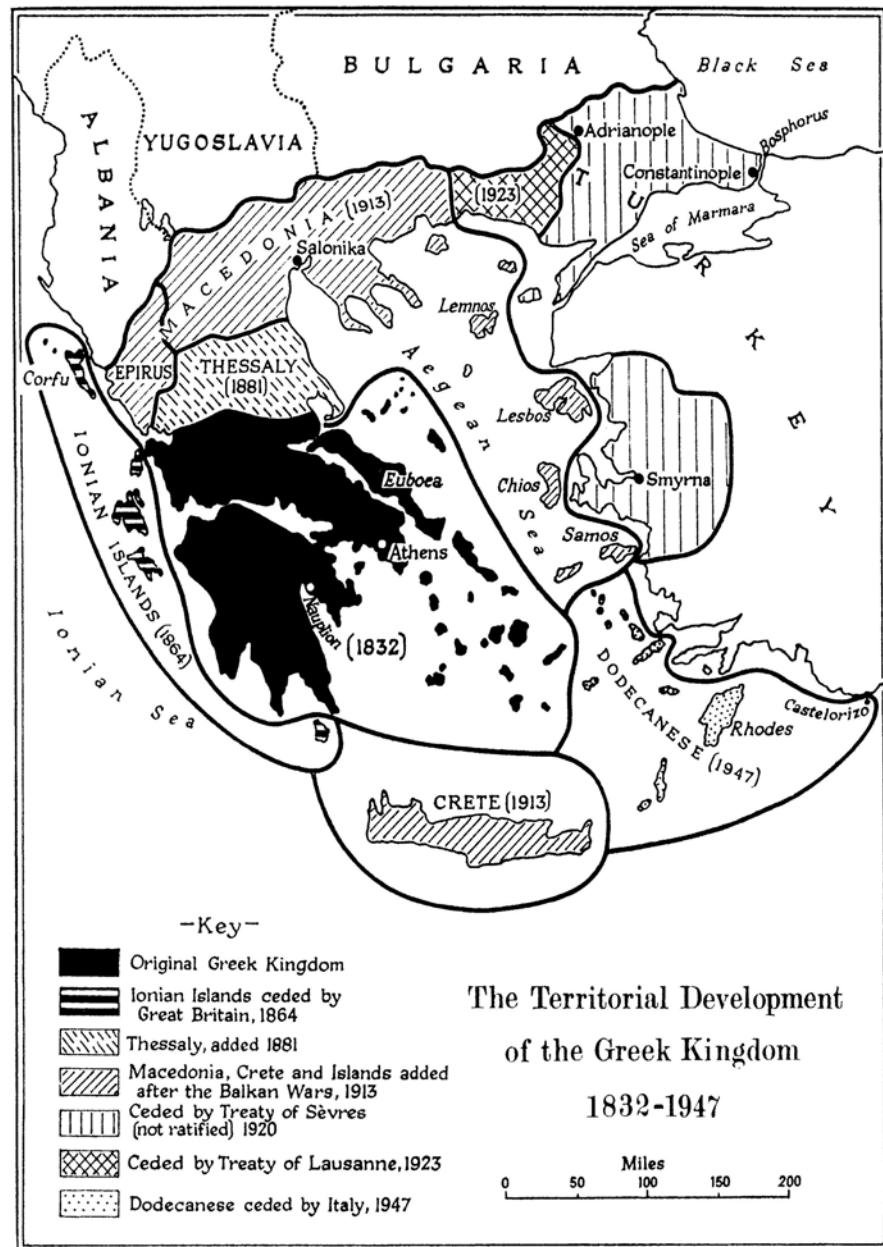 BULGARIA
Black Sea
ALBANIA
YUGOSLAVIA
Adrianople
Bosphorus
Constantinople
(1923)
TURKEY
Sea of Marmara
MACEDONIA (1913)
Salonika
Lemnos
Aegean Sea
Corfu
EPIRUS
THESSALY
(1881)
Lesbos
Euboea
Smyrna
Chios
IONIAN ISLANDS (1864)
Athens
Samos
Nauplion
(1832)
Ionian Sea
DODECANESE (1947)
Castelorizo
Rhodes
CRETE (1913)
-Key-
Original Greek Kingdom
Ionian Islands ceded by
Great Britain, 1864
Thessaly, added 1881
Macedonia, Crete and Islands added
after the Balkan Wars, 1913
Ceded by Treaty of Sèvres
(not ratified) 1920
Ceded by Treaty of Lausanne, 1923
Dodecanese ceded by Italy, 1947
The Territorial Development
of the Greek Kingdom
1832-1947
Miles
0 50 100 150 200